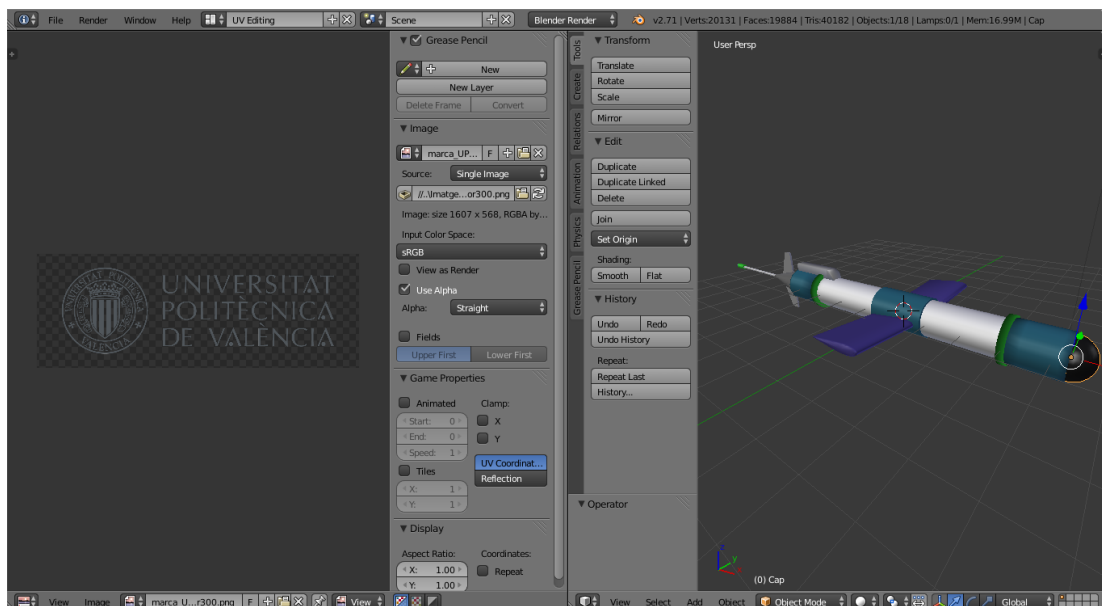 File Render Window Help UV Editing Scene Blender Render v2.71 | Verts:20131 | Faces:19884 | Tris:40182 | Objects:1/18 | Lamps:0/1 | Mem:16.99M | Cap
Grease Pencil
New
New Layer
Delete Frame Convert
Image
marca_UP... F
Source: Single Image
//..\Imatge...or300.png
Image: size 1607 x 568, RGBA by...
Input Color Space:
sRGB
View as Render
Use Alpha
Alpha: Straight
Fields
Upper First Lower First
Game Properties
Animated Clamp:
Start: 0 X
End: 0 Y
Speed: 1
UV Coordinat...
Tiles
Reflection
X: 1
Y: 1
Display
Aspect Ratio: Coordinates:
X: 1.00 Repeat
Y: 1.00
UNIVERSITAT
POLITÈCNICA
DE VALÈNCIA
Tools
Create
Relations
Animation
Physics
Grease Pencil
Transform
Translate
Rotate
Scale
Mirror
Edit
Duplicate
Duplicate Linked
Delete
Join
Set Origin
Shading:
Smooth Flat
History
Undo Redo
Undo History
Repeat:
Repeat Last
History...
Operator
User Persp
z
y
(0) Cap
View Image marca_U...r300.png F View
View Select Add Object Object Mode Global